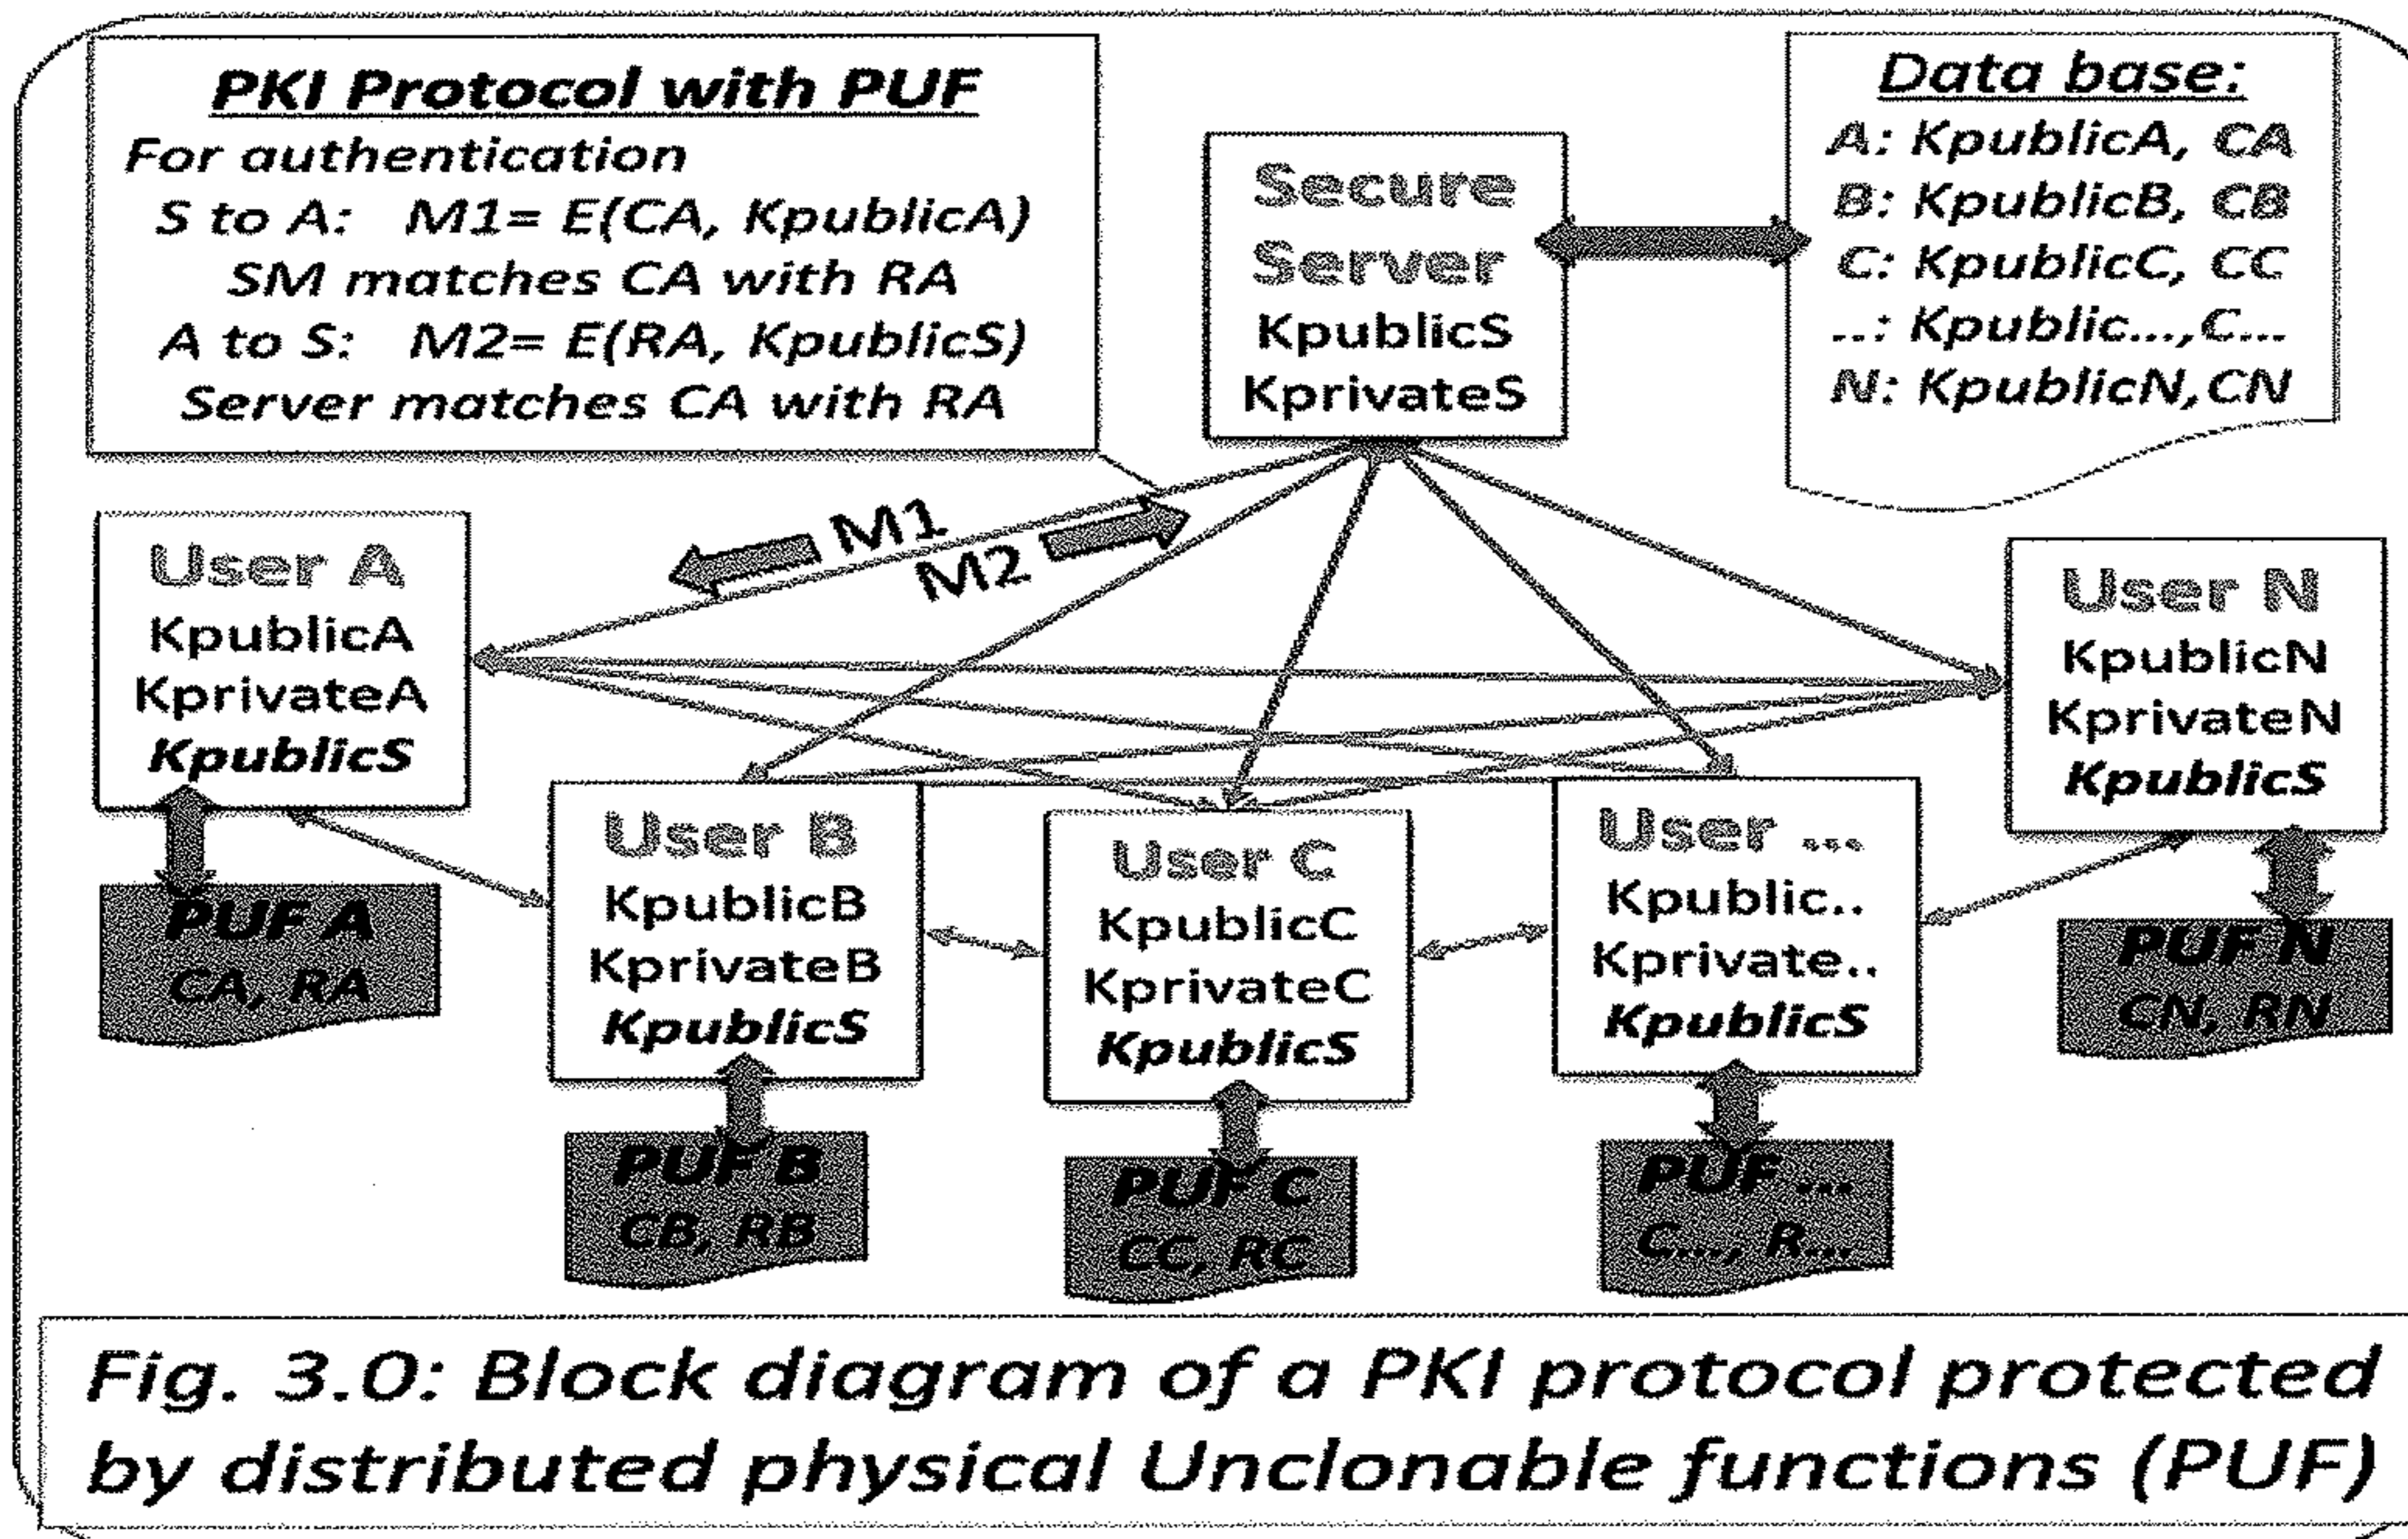 PKI Protocol with PUF
For authentication
S to A: M1= E(CA, KpublicA)
SM matches CA with RA
A to S: M2= E(RA, KpublicS)
Server matches CA with RA
Secure
Server
KpublicS
KprivateS
Data base:
A: KpublicA, CA
B: KpublicB, CB
C: KpublicC, CC
..: Kpublic...,C...
N: KpublicN,CN
M1
M2
User A
KpublicA
KprivateA
KpublicS
PUF A
CA, RA
User B
KpublicB
KprivateB
KpublicS
PUF B
CB, RB
User C
KpublicC
KprivateC
KpublicS
PUF C
CC, RC
User ...
Kpublic..
Kprivate..
KpublicS
PUF ...
C..., R...
User N
KpublicN
KprivateN
KpublicS
PUF N
CN, RN
Fig. 3.0: Block diagram of a PKI protocol protected
by distributed physical Unclonable functions (PUF)